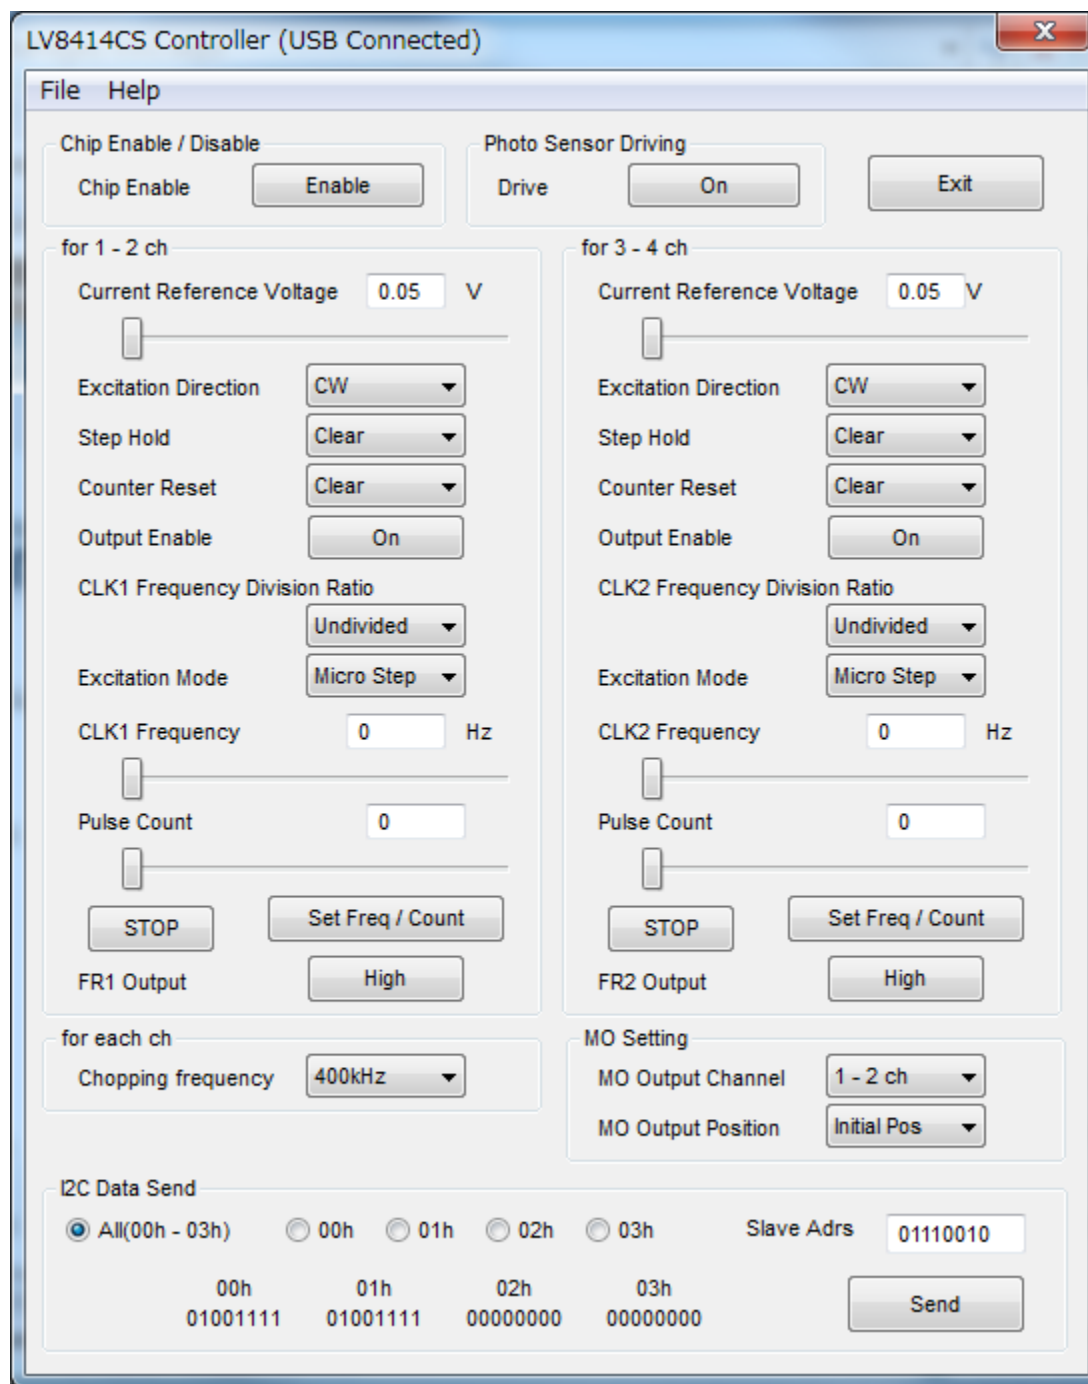 LV8414CS Controller (USB Connected)
File Help
Chip Enable / Disable
Chip Enable Enable
Photo Sensor Driving
Drive On
Exit
for 1 - 2 ch
Current Reference Voltage 0.05 V
Excitation Direction CW
Step Hold Clear
Counter Reset Clear
Output Enable On
CLK1 Frequency Division Ratio
Undivided
Excitation Mode Micro Step
CLK1 Frequency 0 Hz
Pulse Count 0
STOP Set Freq / Count
FR1 Output High
for 3 - 4 ch
Current Reference Voltage 0.05 V
Excitation Direction CW
Step Hold Clear
Counter Reset Clear
Output Enable On
CLK2 Frequency Division Ratio
Undivided
Excitation Mode Micro Step
CLK2 Frequency 0 Hz
Pulse Count 0
STOP Set Freq / Count
FR2 Output High
for each ch
Chopping frequency 400kHz
MO Setting
MO Output Channel 1 - 2 ch
MO Output Position Initial Pos
I2C Data Send
All(00h - 03h) 00h 01h 02h 03h Slave Adrs 01110010
00h 01h 02h 03h
01001111 01001111 00000000 00000000
Send